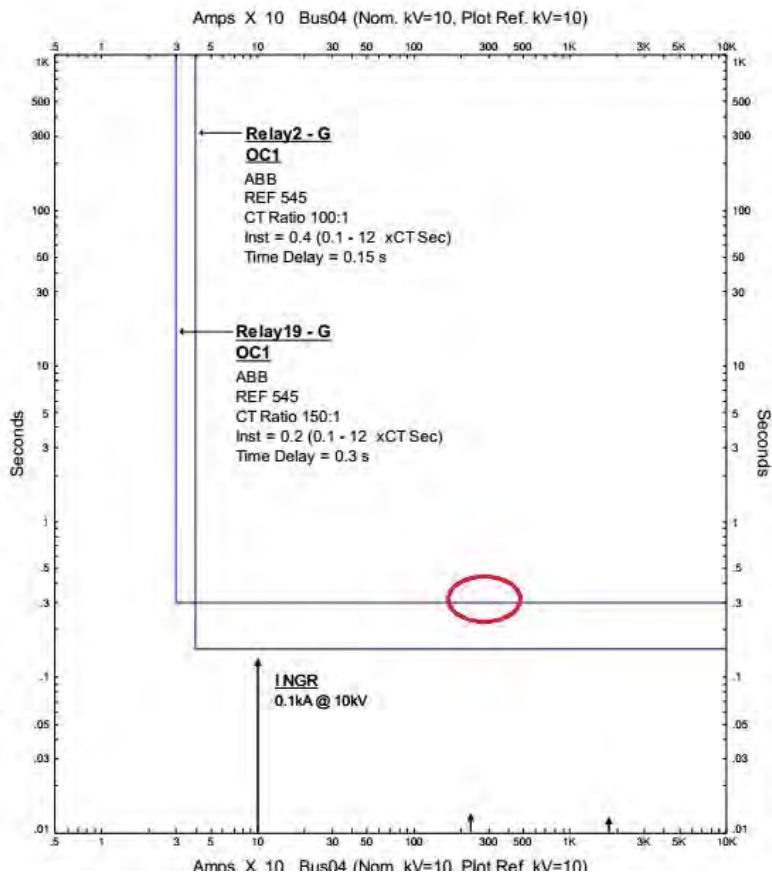 Amps X 10 Bus04 (Nom. kV=10, Plot Ref. kV=10)
.5 1 3 5 10 30 50 100 300 500 1K 3K 5K 10K
1K 1K
500 500
300 300
Relay2 - G
OC1
ABB
REF 545
CT Ratio 100:1
Inst = 0.4 (0.1 - 12 xCT Sec)
Time Delay = 0.15 s
100 100
50 50
30 30
Relay19 - G
OC1
ABB
REF 545
CT Ratio 150:1
Inst = 0.2 (0.1 - 12 xCT Sec)
Time Delay = 0.3 s
10 10
5 5
3 3
Seconds Seconds
1 1
.5 .5
.3 .3
.1 .1
I NGR
0.1kA @ 10kV
.05 .05
.03 .03
.01 .01
.5 1 3 5 10 30 50 100 300 500 1K 3K 5K 10K
Amps X 10 Bus04 (Nom. kV=10, Plot Ref. kV=10)